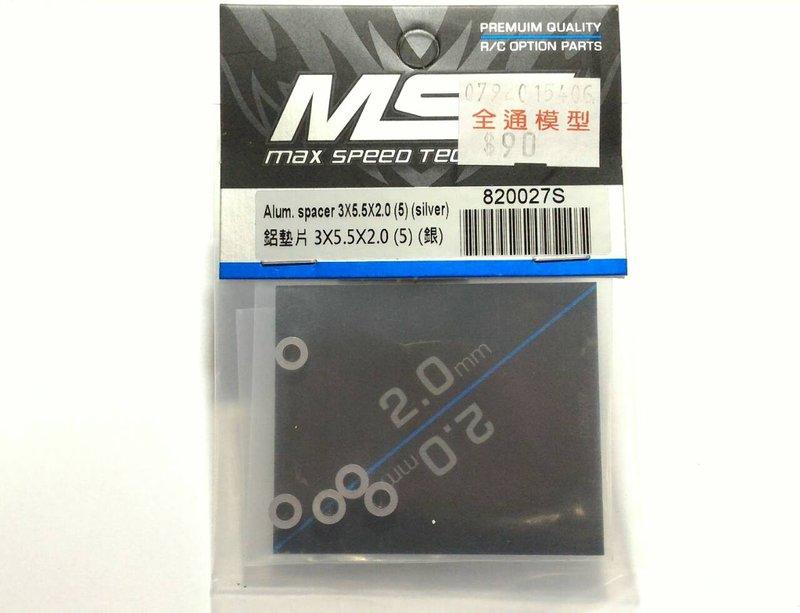 PREMUIM QUALITY
R/C OPTION PARTS
MS
max SPEED TEC
全通模型
$90
Alum. spacer 3X5.5X2.0 (5) (silver)
820027S
鋁墊片 3X5.5X2.0 (5) (銀)
2.0mm
2.0mm